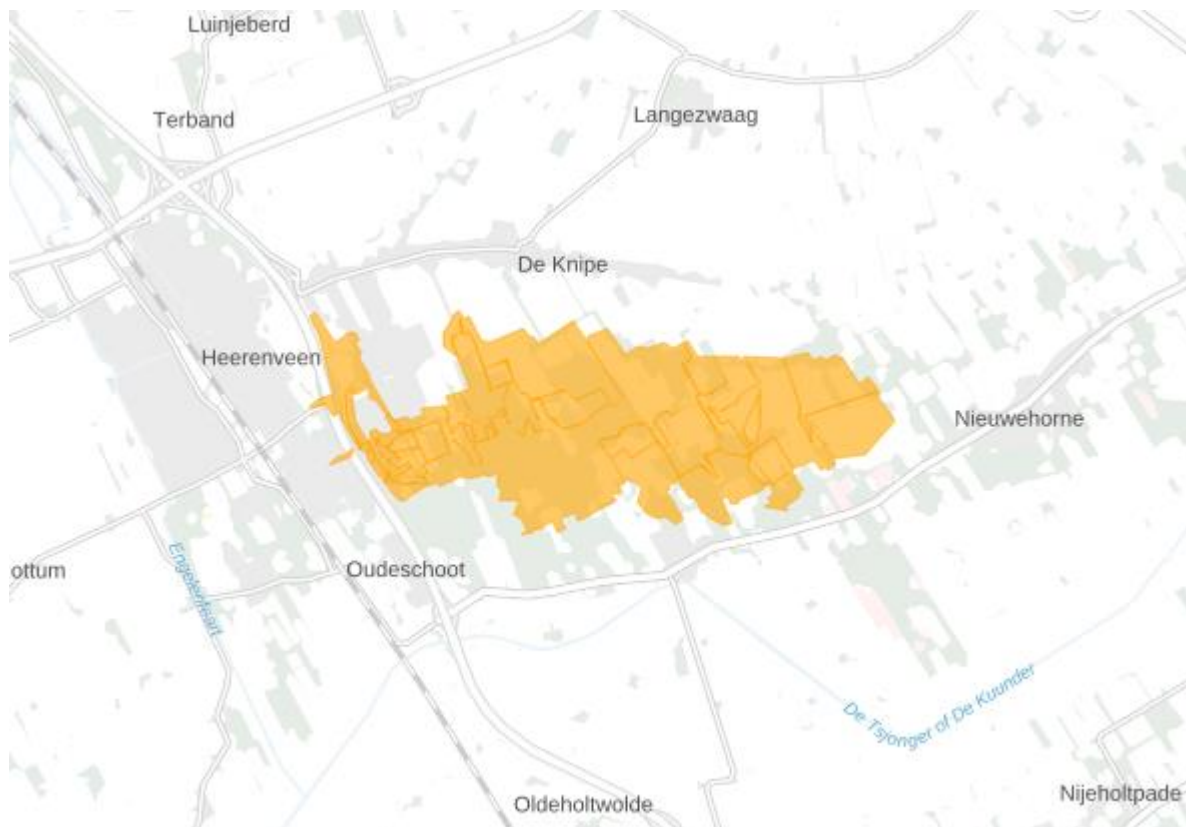 Luinjeberd
Terband
Langezwaag
De Knipe
Heerenveen
Nieuwehorne
Engelenfeart
ottum
Oudeschoot
De Tsjonger of De Kuunder
Oldeholtwolde
Nijeholtpade